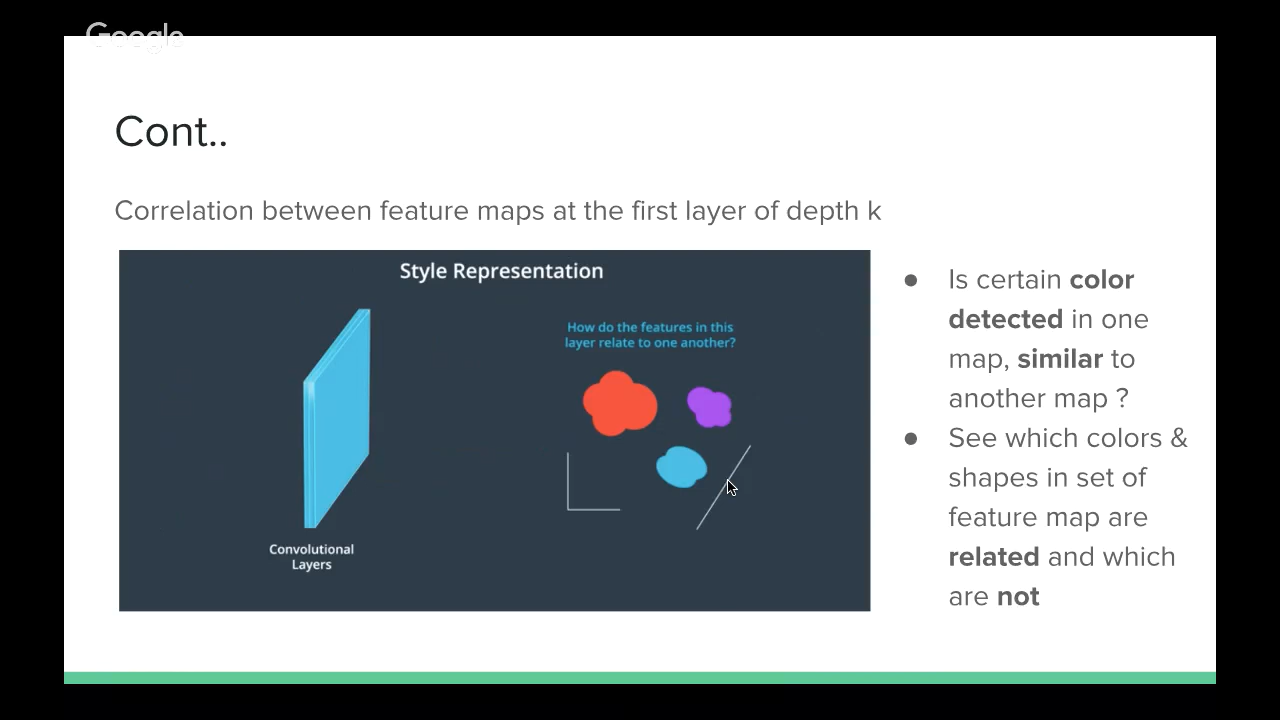 Google
Cont..
Correlation between feature maps at the first layer of depth k
Style Representation
How do the features in this
layer relate to one another?
Convolutional
Layers
● Is certain color
detected in one
map, similar to
another map ?
● See which colors &
shapes in set of
feature map are
related and which
are not